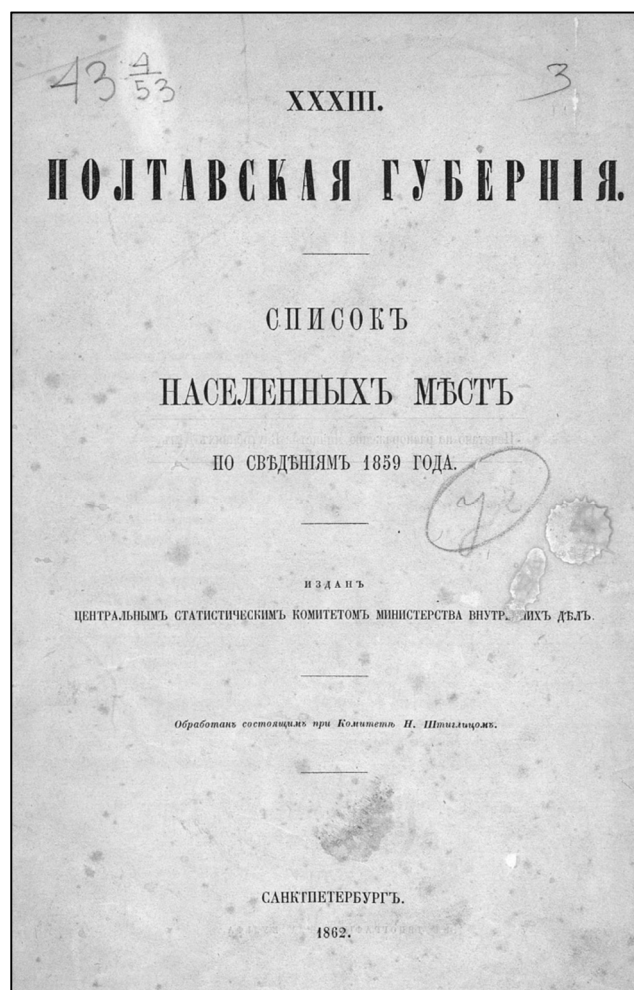 43 4/53
3
XXXIII.
ПОЛТАВСКАЯ ГУБЕРНІЯ.
СПИСОКЪ
НАСЕЛЕННЫХЪ МѢСТЪ
ПО СВѢДѢНІЯМЪ 1859 ГОДА.
ИЗДАНЪ
ЦЕНТРАЛЬНЫМЪ СТАТИСТИЧЕСКИМЪ КОМИТЕТОМЪ МИНИСТЕРСТВА ДѢЛЪ.
Обработанъ состоящимъ при Комитетѣ Н. Штиглицомъ.
САНКТПЕТЕРБУРГЪ.
1862.